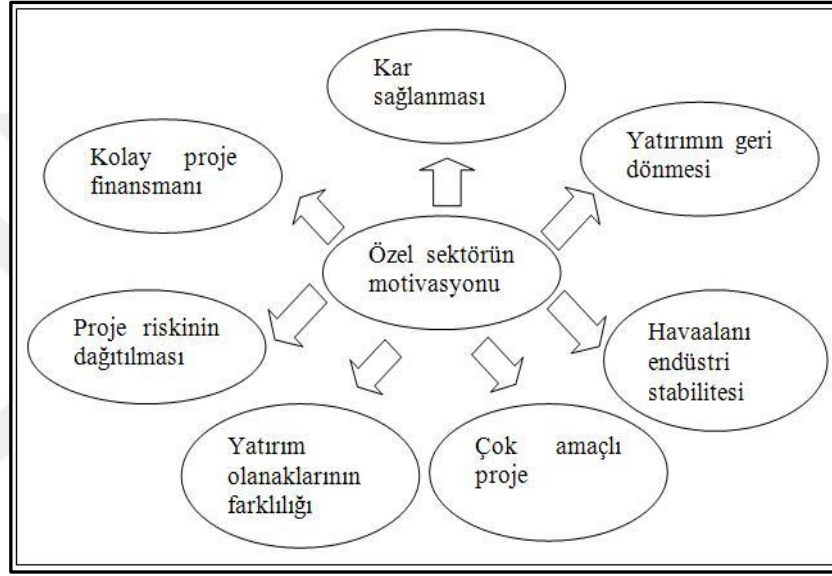 Kar
sağlanması
Kolay proje
finansmanı
Yatırımın geri
dönmesi
Özel sektörün
motivasyonu
Proje riskinin
dağıtılması
Havaalanı
endüstri
stabilitesi
Yatırım
olanaklarının
farklılığı
Çok amaçlı
proje